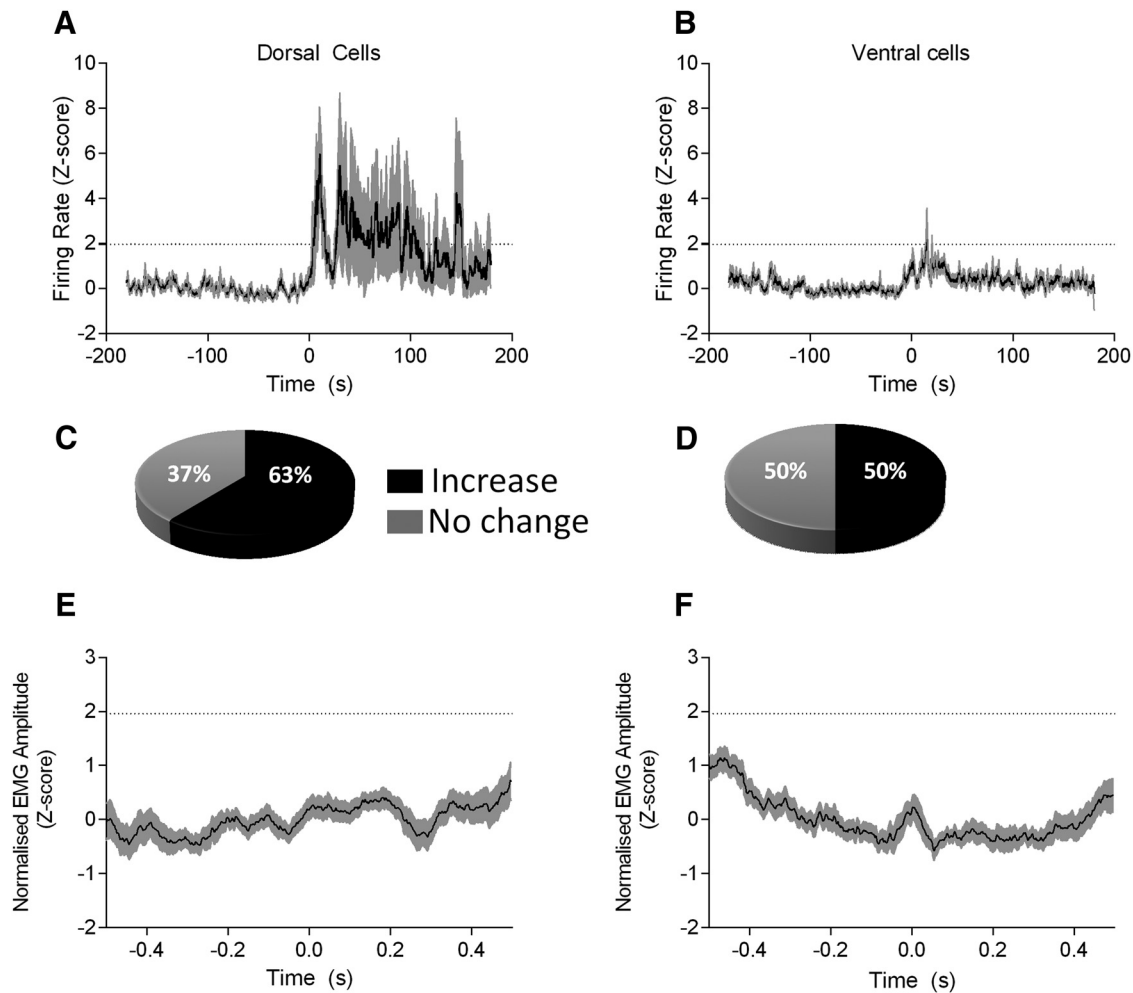 A
Dorsal Cells
Firing Rate (Z-score)
10
8
6
4
2
0
-2
-200
-100
0
100
200
Time (s)
B
Ventral cells
Firing Rate (Z-score)
10
8
6
4
2
0
-2
-200
-100
0
100
200
Time (s)
C
37%
63%
Increase
No change
D
50%
50%
E
Normalised EMG Amplitude
(Z-score)
3
2
1
0
-1
-2
-0.4
-0.2
0.0
0.2
0.4
Time (s)
F
Normalised EMG Amplitude
(Z-score)
3
2
1
0
-1
-2
-0.4
-0.2
0.0
0.2
0.4
Time (s)